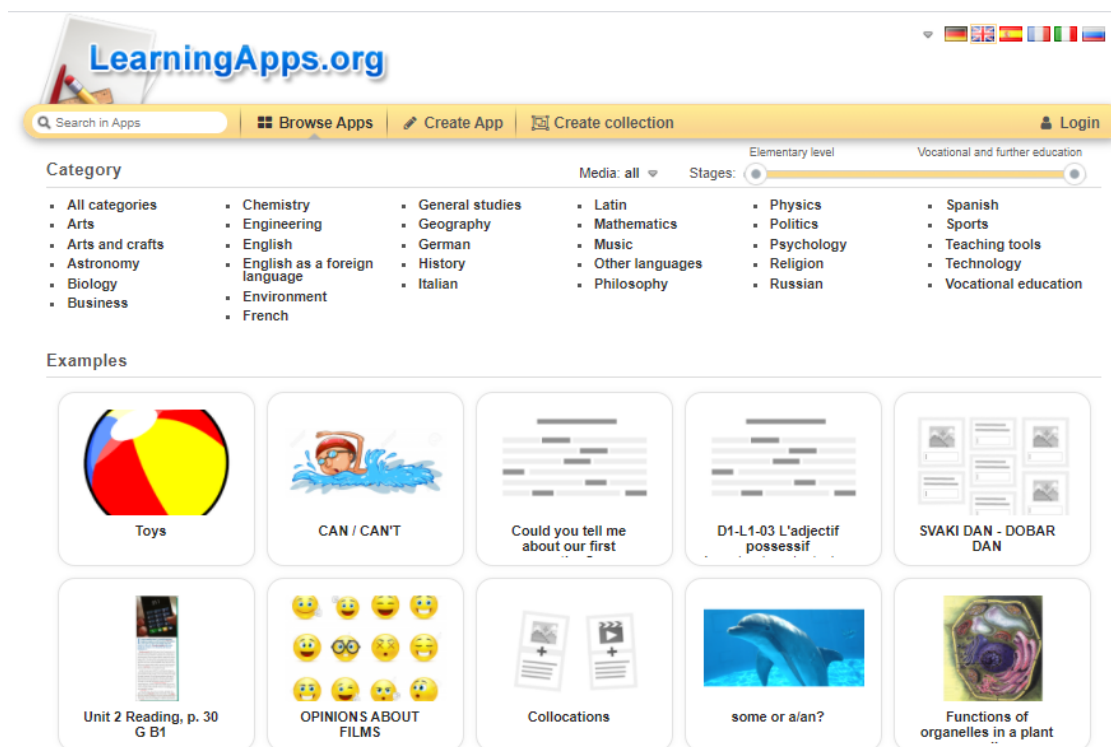 LearningApps.org
Search in Apps
Browse Apps
Create App
Create collection
Login
Category
Media: all
Stages:
Elementary level
Vocational and further education
All categories
Arts
Arts and crafts
Astronomy
Biology
Business
Chemistry
Engineering
English
English as a foreign
language
Environment
French
General studies
Geography
German
History
Italian
Latin
Mathematics
Music
Other languages
Philosophy
Physics
Politics
Psychology
Religion
Russian
Spanish
Sports
Teaching tools
Technology
Vocational education
Examples
Toys
CAN / CAN'T
Could you tell me
about our first
D1-L1-03 L'adjectif
possessif
SVAKI DAN - DOBAR
DAN
Unit 2 Reading, p. 30
G B1
OPINIONS ABOUT
FILMS
Collocations
some or a/an?
Functions of
organelles in a plant